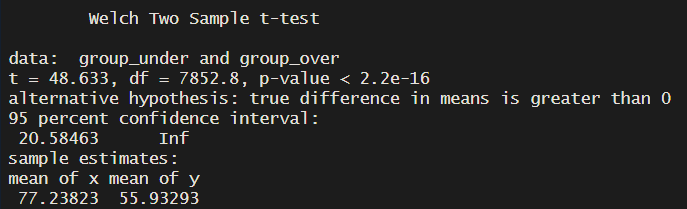 Welch Two Sample t-test
data:  group_under and group_over
t = 48.633, df = 7852.8, p-value < 2.2e-16
alternative hypothesis: true difference in means is greater than 0
95 percent confidence interval:
 20.58463      Inf
sample estimates:
mean of x mean of y
 77.23823  55.93293